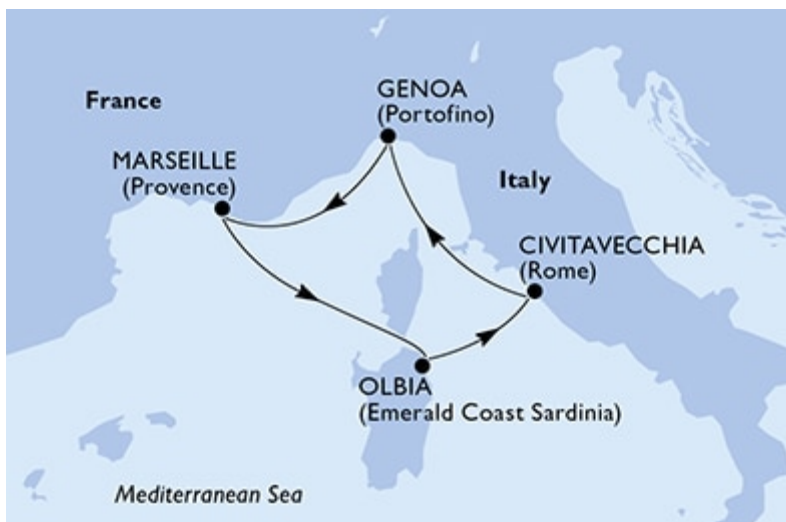 France
GENOA
(Portofino)
MARSEILLE
(Provence)
Italy
CIVITAVECCHIA
(Rome)
OLBIA
(Emerald Coast Sardinia)
Mediterranean Sea